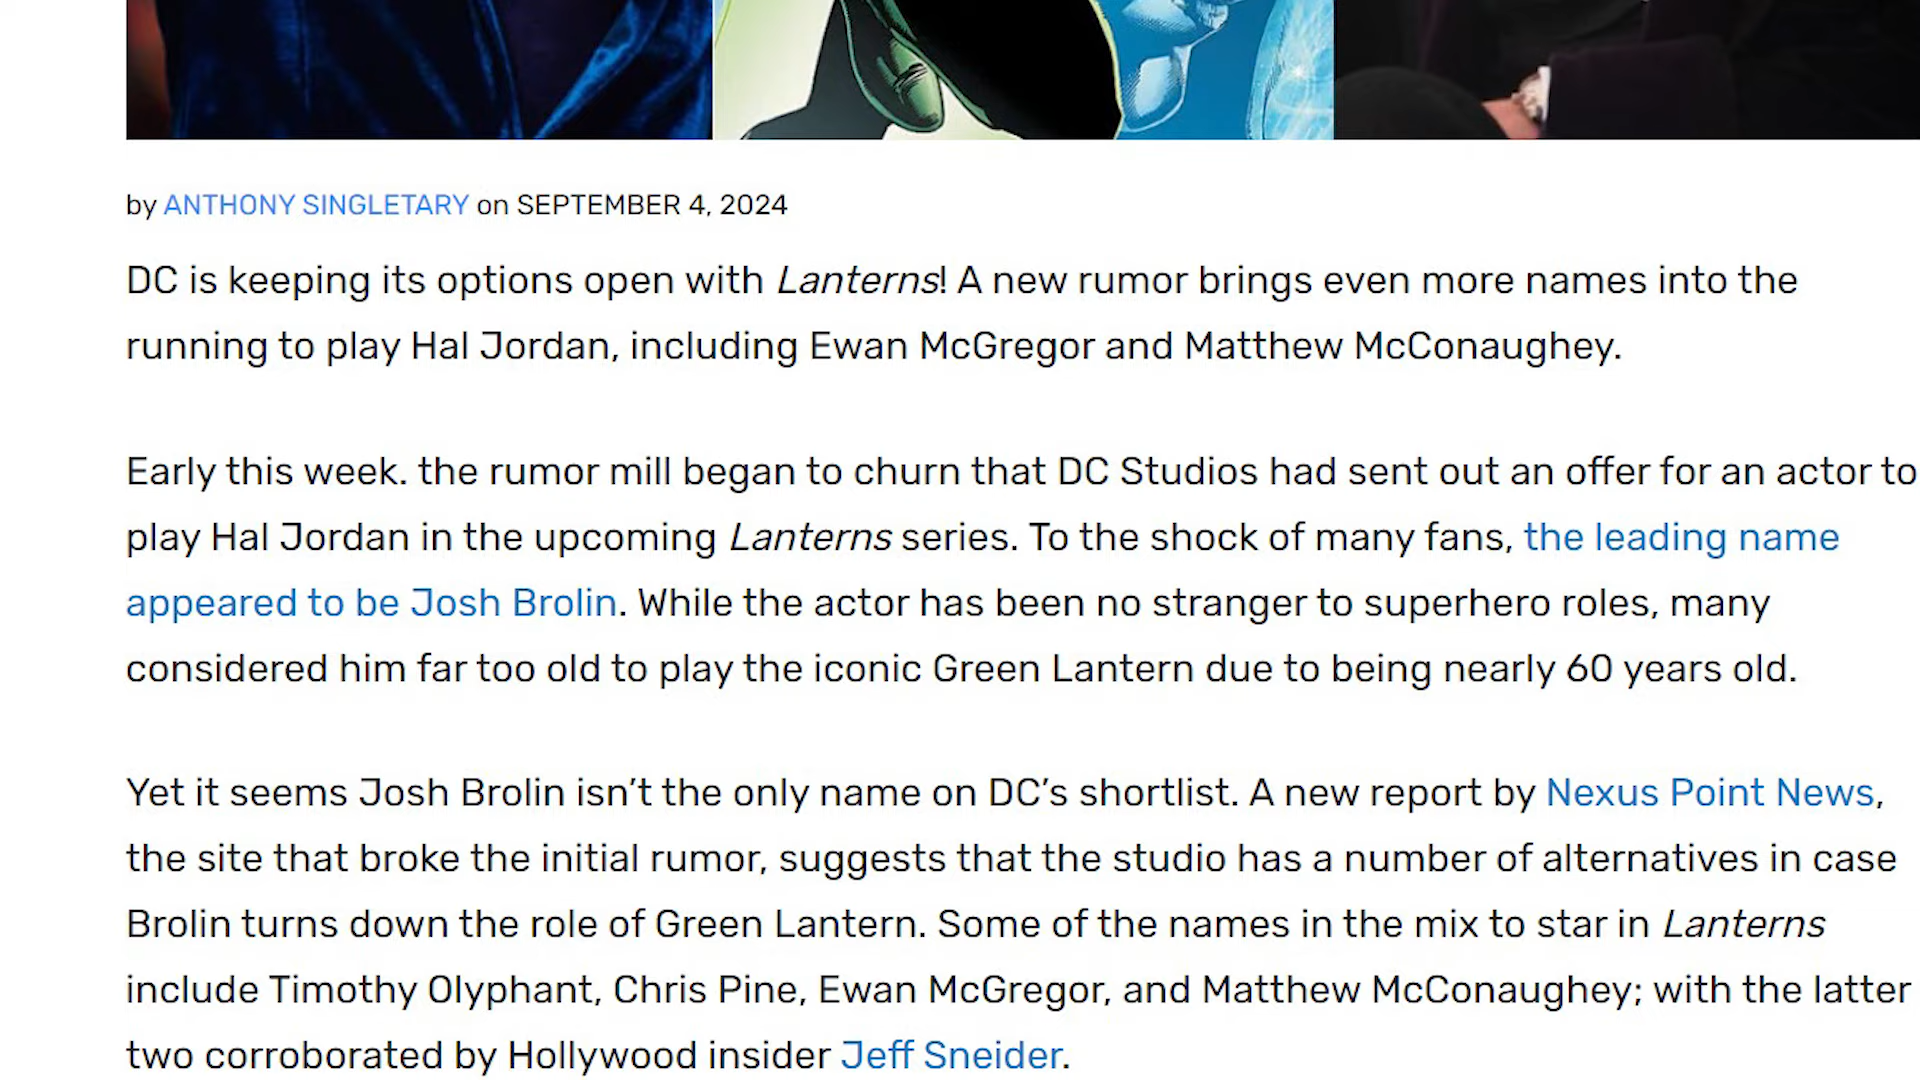 by ANTHONY SINGLETARY on SEPTEMBER 4, 2024
DC is keeping its options open with Lanterns! A new rumor brings even more names into the
running to play Hal Jordan, including Ewan McGregor and Matthew McConaughey.
Early this week. the rumor mill began to churn that DC Studios had sent out an offer for an actor to
play Hal Jordan in the upcoming Lanterns series. To the shock of many fans, the leading name
appeared to be Josh Brolin. While the actor has been no stranger to superhero roles, many
considered him far too old to play the iconic Green Lantern due to being nearly 60 years old.
Yet it seems Josh Brolin isn’t the only name on DC’s shortlist. A new report by Nexus Point News,
the site that broke the initial rumor, suggests that the studio has a number of alternatives in case
Brolin turns down the role of Green Lantern. Some of the names in the mix to star in Lanterns
include Timothy Olyphant, Chris Pine, Ewan McGregor, and Matthew McConaughey; with the latter
two corroborated by Hollywood insider Jeff Sneider.